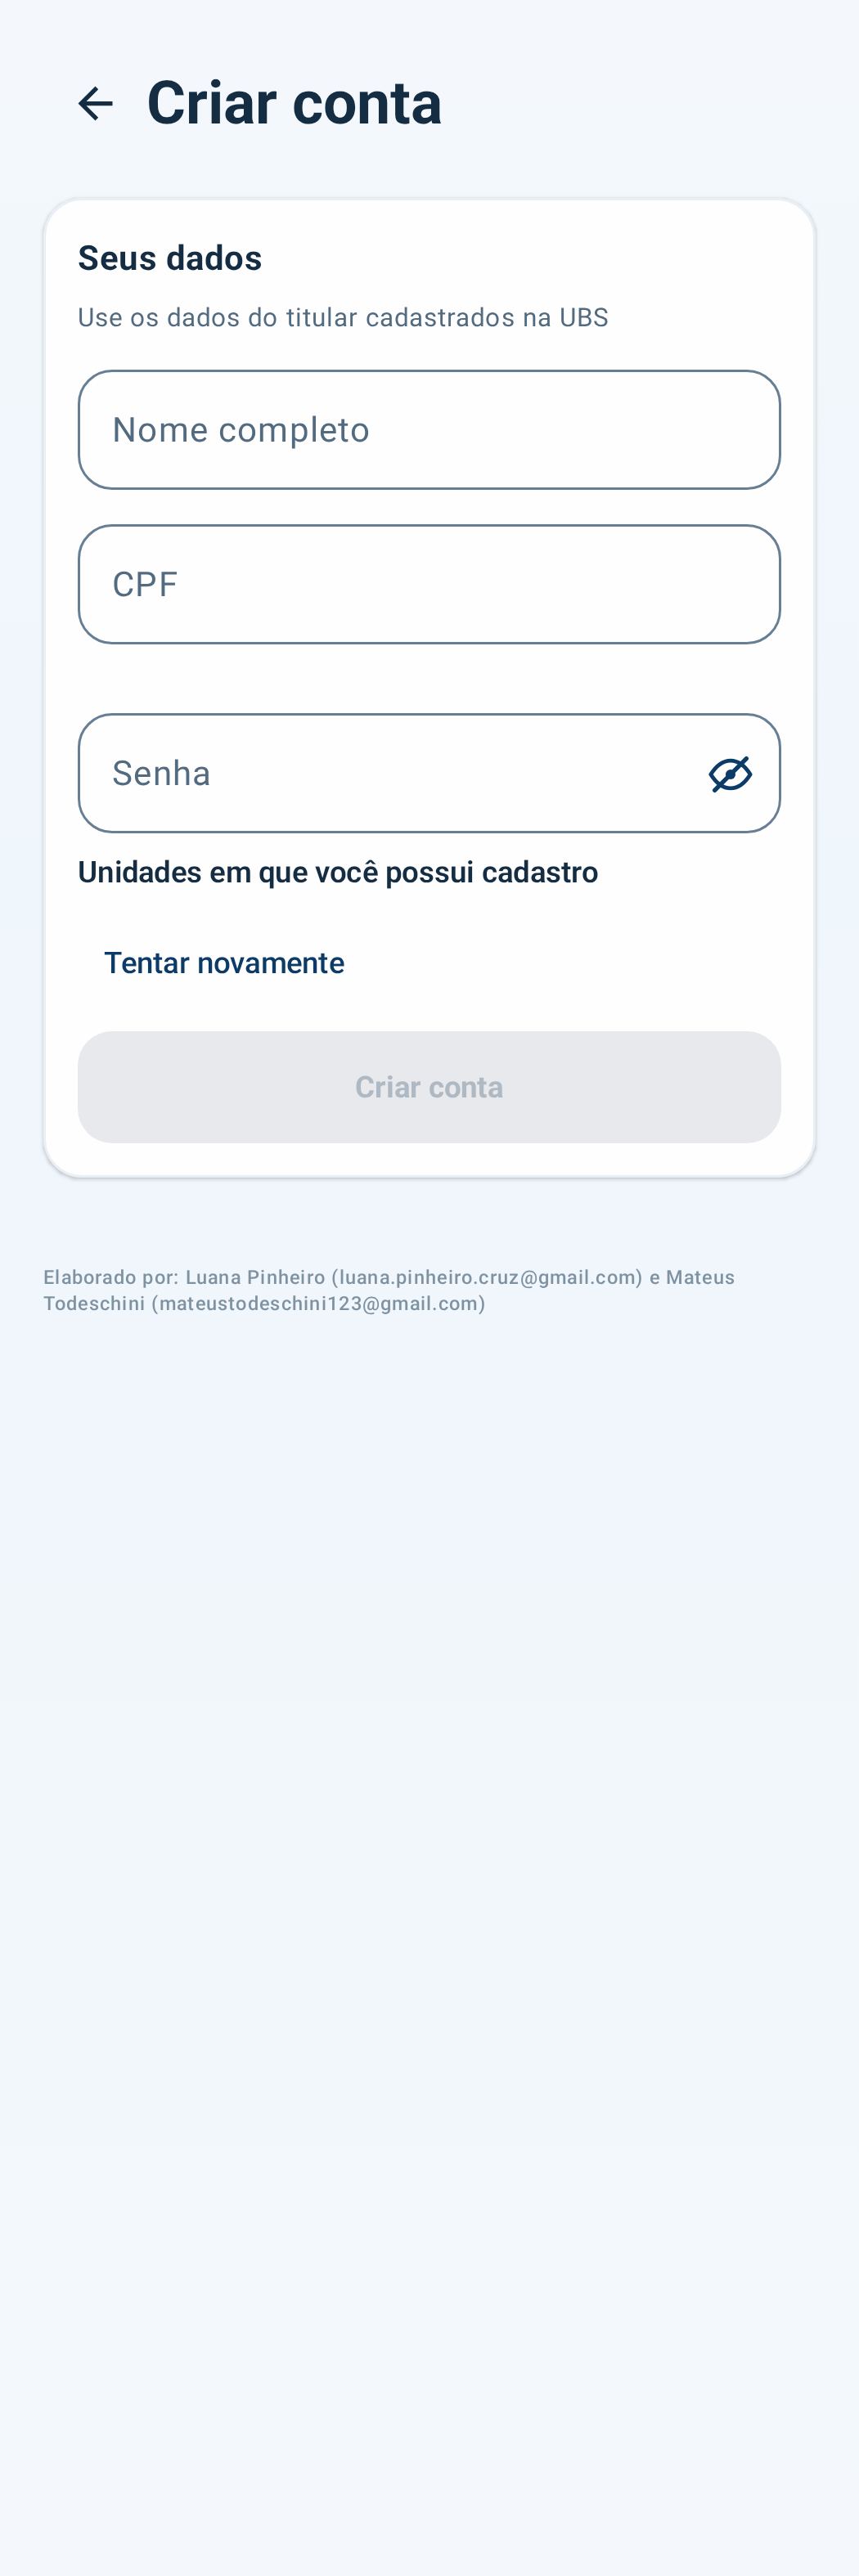 Criar conta
Seus dados
Use os dados do titular cadastrados na UBS
Nome completo
CPF
Senha
Unidades em que você possui cadastro
Tentar novamente
Criar conta
Elaborado por: Luana Pinheiro (luana.pinheiro.cruz@gmail.com) e Mateus
Todeschini (mateustodeschini123@gmail.com)